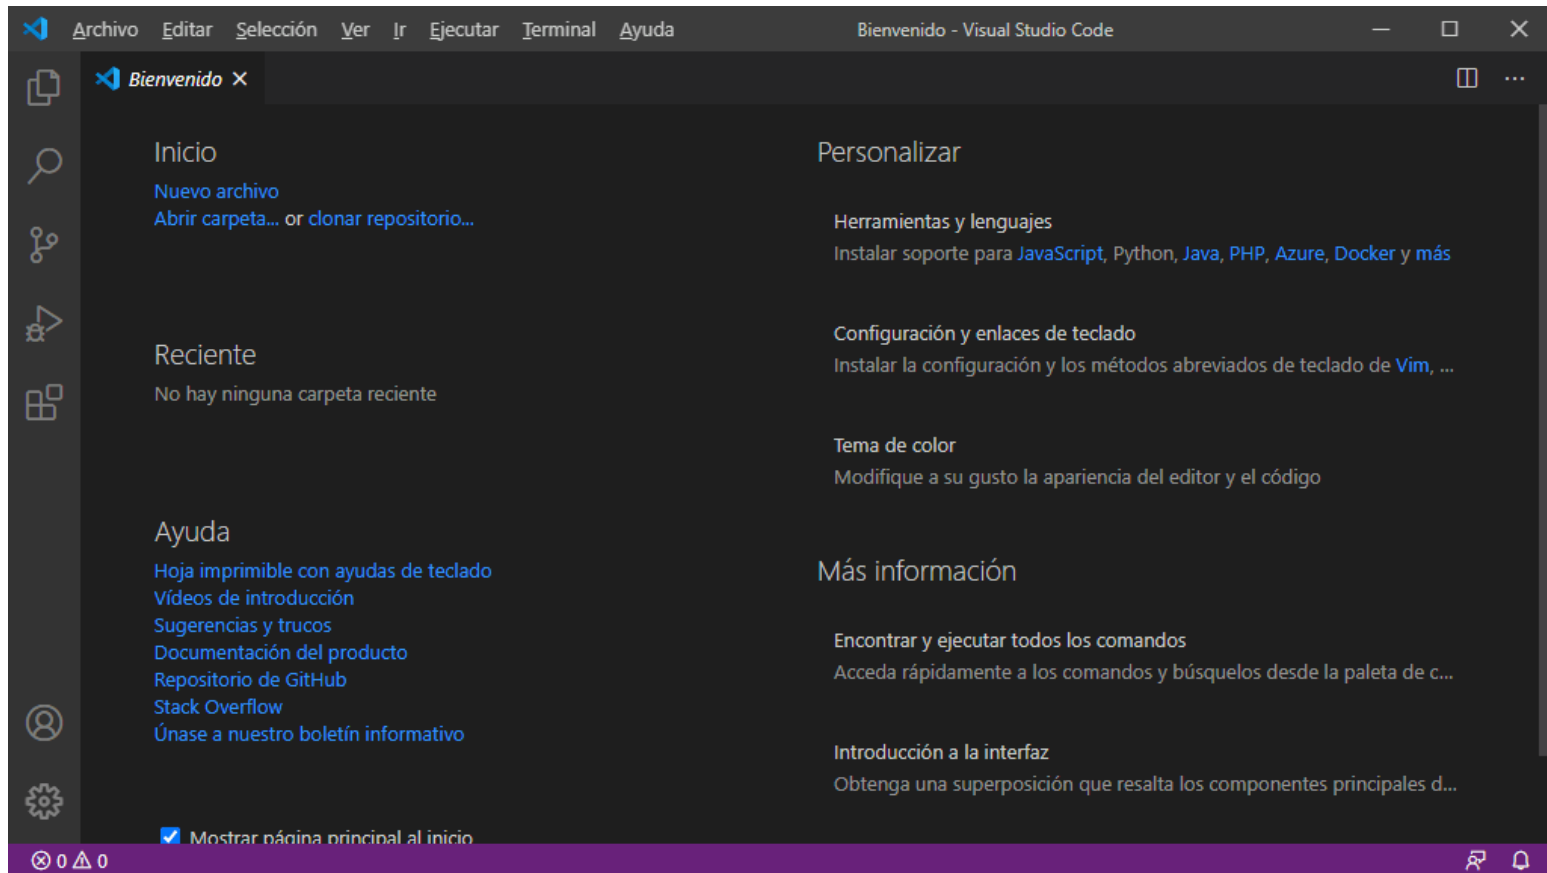 Archivo Editar Selección Ver Ir Ejecutar Terminal Ayuda Bienvenido - Visual Studio Code
Bienvenido
Inicio
Nuevo archivo
Abrir carpeta... or clonar repositorio...
Reciente
No hay ninguna carpeta reciente
Ayuda
Hoja imprimible con ayudas de teclado
Vídeos de introducción
Sugerencias y trucos
Documentación del producto
Repositorio de GitHub
Stack Overflow
Únase a nuestro boletín informativo
Mostrar página principal al inicio
Personalizar
Herramientas y lenguajes
Instalar soporte para JavaScript, Python, Java, PHP, Azure, Docker y más
Configuración y enlaces de teclado
Instalar la configuración y los métodos abreviados de teclado de Vim, ...
Tema de color
Modifique a su gusto la apariencia del editor y el código
Más información
Encontrar y ejecutar todos los comandos
Acceda rápidamente a los comandos y búsquelos desde la paleta de c...
Introducción a la interfaz
Obtenga una superposición que resalta los componentes principales d...
0 0